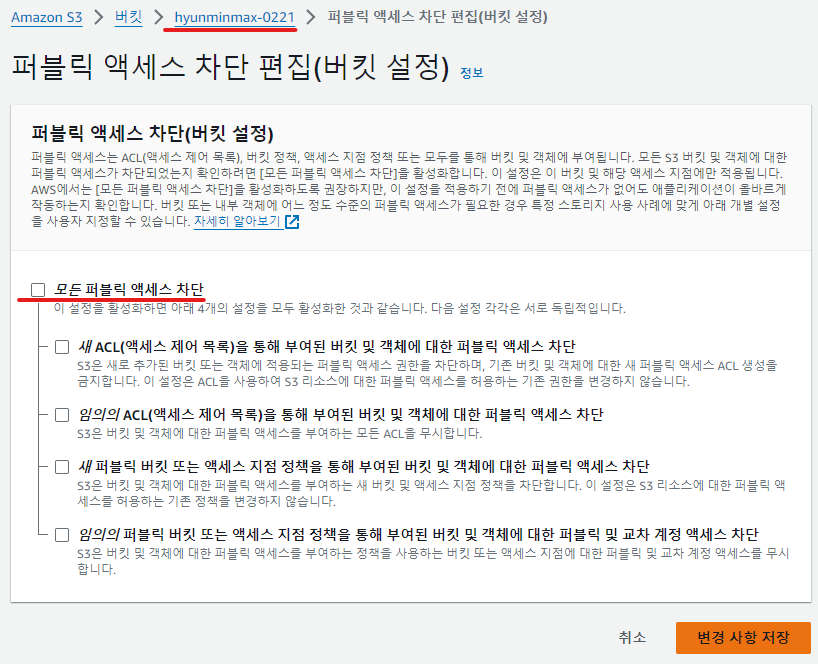 Amazon S3 > 버킷 > hyunminmax-0221 > 퍼블릭 액세스 차단 편집(버킷 설정)
퍼블릭 액세스 차단 편집(버킷 설정) 정보
퍼블릭 액세스 차단(버킷 설정)
퍼블릭 액세스는 ACL(액세스 제어 목록), 버킷 정책, 액세스 지점 정책 또는 모두를 통해 버킷 및 객체에 부여됩니다. 모든 S3 버킷 및 객체에 대한
퍼블릭 액세스가 차단되었는지 확인하려면 [모든 퍼블릭 액세스 차단]을 활성화합니다. 이 설정은 이 버킷 및 해당 액세스 지점에만 적용됩니다.
AWS에서는 [모든 퍼블릭 액세스 차단]을 활성화하도록 권장하지만, 이 설정을 적용하기 전에 퍼블릭 액세스가 없어도 애플리케이션이 올바르게
작동하는지 확인합니다. 버킷 또는 내부 객체에 어느 정도 수준의 퍼블릭 액세스가 필요한 경우 특정 스토리지 사용 사례에 맞게 아래 개별 설정
을 사용자 지정할 수 있습니다. 자세히 알아보기
모든 퍼블릭 액세스 차단
이 설정을 활성화하면 아래 4개의 설정을 모두 활성화한 것과 같습니다. 다음 설정 각각은 서로 독립적입니다.
새 ACL(액세스 제어 목록)을 통해 부여된 버킷 및 객체에 대한 퍼블릭 액세스 차단
S3은 새로 추가된 버킷 또는 객체에 적용되는 퍼블릭 액세스 권한을 차단하며, 기존 버킷 및 객체에 대한 새 퍼블릭 액세스 ACL 생성을
금지합니다. 이 설정은 ACL을 사용하여 S3 리소스에 대한 퍼블릭 액세스를 허용하는 기존 권한을 변경하지 않습니다.
임의의 ACL(액세스 제어 목록)을 통해 부여된 버킷 및 객체에 대한 퍼블릭 액세스 차단
S3은 버킷 및 객체에 대한 퍼블릭 액세스를 부여하는 모든 ACL을 무시합니다.
새 퍼블릭 버킷 또는 액세스 지점 정책을 통해 부여된 버킷 및 객체에 대한 퍼블릭 액세스 차단
S3은 버킷 및 객체에 대한 퍼블릭 액세스를 부여하는 새 버킷 및 액세스 지점 정책을 차단합니다. 이 설정은 S3 리소스에 대한 퍼블릭 액
세스를 허용하는 기존 정책을 변경하지 않습니다.
임의의 퍼블릭 버킷 또는 액세스 지점 정책을 통해 부여된 버킷 및 객체에 대한 퍼블릭 및 교차 계정 액세스 차단
S3은 버킷 및 객체에 대한 퍼블릭 액세스를 부여하는 정책을 사용하는 버킷 또는 액세스 지점에 대한 퍼블릭 및 교차 계정 액세스를 무시
합니다.
취소 변경 사항 저장